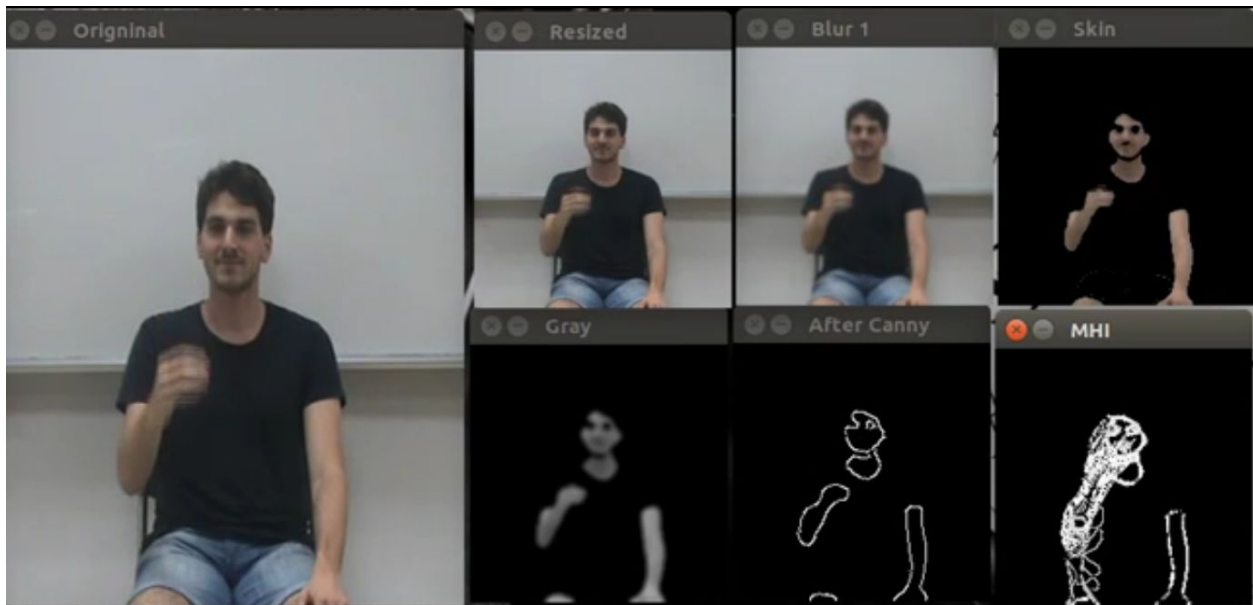 Origninal
Resized
Blur 1
Skin
Gray
After Canny
MHI